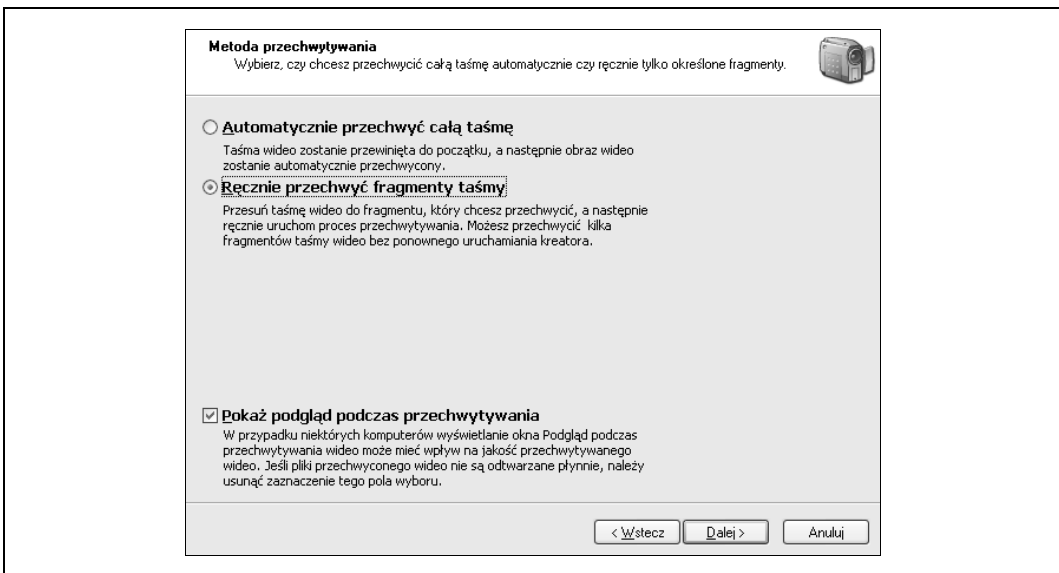 Metoda przechwytywania
Wybierz, czy chcesz przechwycić całą taśmę automatycznie czy ręcznie tylko określone fragmenty.
Automatycznie przechwyć całą taśmę
Taśma wideo zostanie przewinięta do początku, a następnie obraz wideo
zostanie automatycznie przechwycony.
Ręcznie przechwyć fragmenty taśmy
Przesuń taśmę wideo do fragmentu, który chcesz przechwycić, a następnie
ręcznie uruchom proces przechwytywania. Możesz przechwycić kilka
fragmentów taśmy wideo bez ponownego uruchamiania kreatora.
Pokaż podgląd podczas przechwytywania
W przypadku niektórych komputerów wyświetlanie okna Podgląd podczas
przechwytywania wideo może mieć wpływ na jakość przechwytywanego
wideo. Jeśli pliki przechwyconego wideo nie są odtwarzane płynnie, należy
usunąć zaznaczenie tego pola wyboru.
< Wstecz Dalej > Anuluj